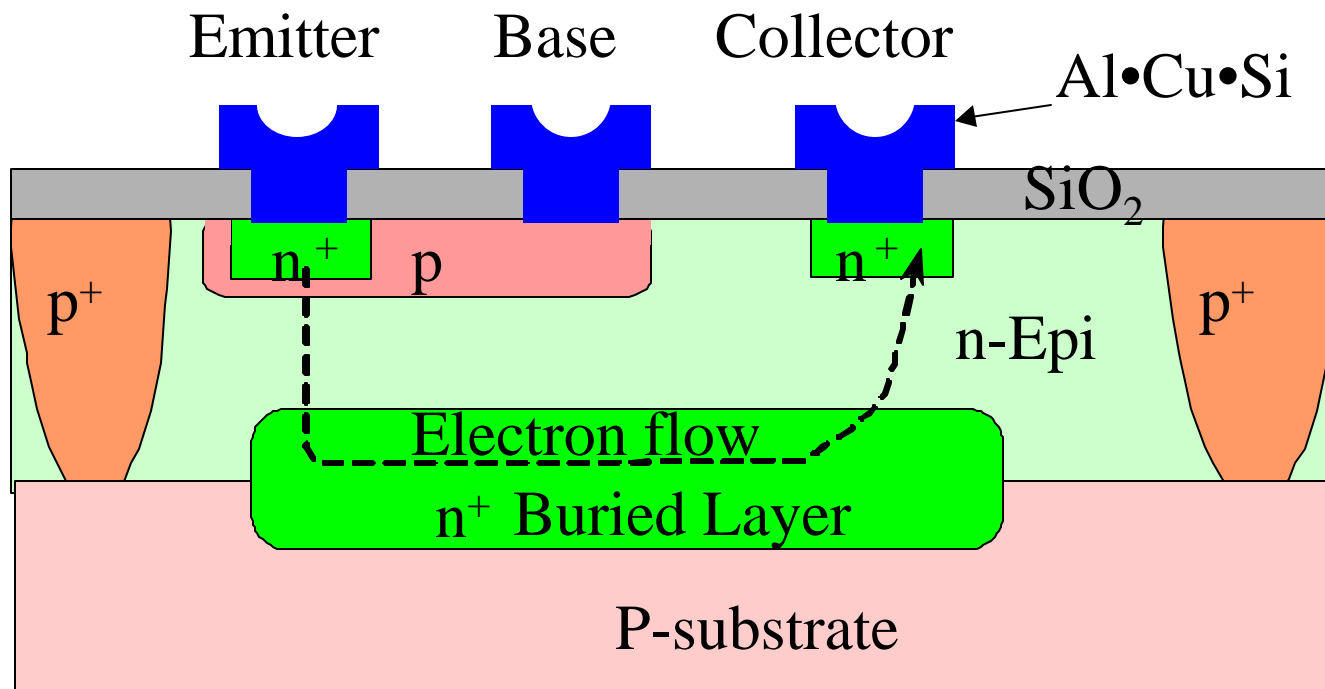 Emitter Base Collector
Al•Cu•Si
SiO₂
n⁺ p n⁺
p⁺ p⁺
n-Epi
Electron flow
n⁺ Buried Layer
P-substrate